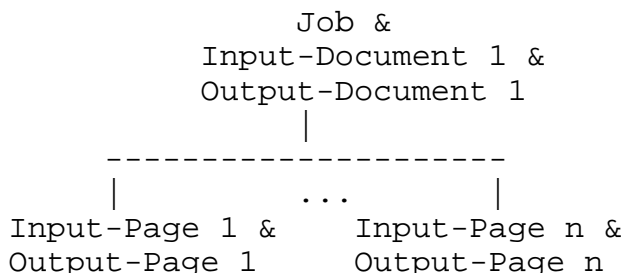 Job &
Input-Document 1 &
Output-Document 1
|
---------------------
| ... |
Input-Page 1 & Input-Page n &
Output-Page 1 Output-Page n